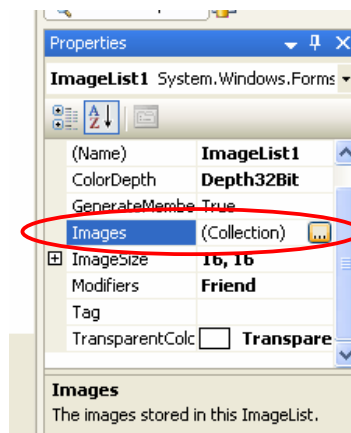 Properties
ImageList1 System.Windows.Forms
(Name) ImageList1
ColorDepth Depth32Bit
GenerateMembe True
Images (Collection) ...
ImageSize 16, 16
Modifiers Friend
Tag
TransparentColc Transpare
Images
The images stored in this ImageList.